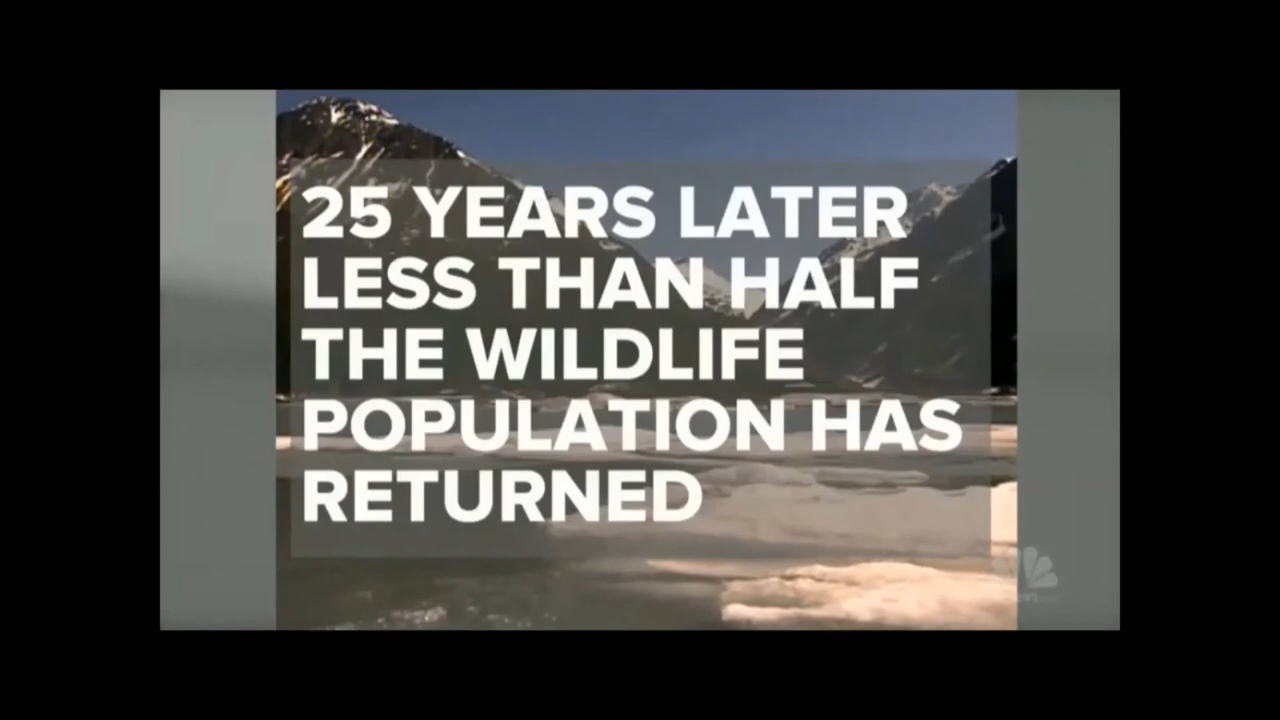 25 YEARS LATER
LESS THAN HALF
THE WILDLIFE
POPULATION HAS
RETURNED